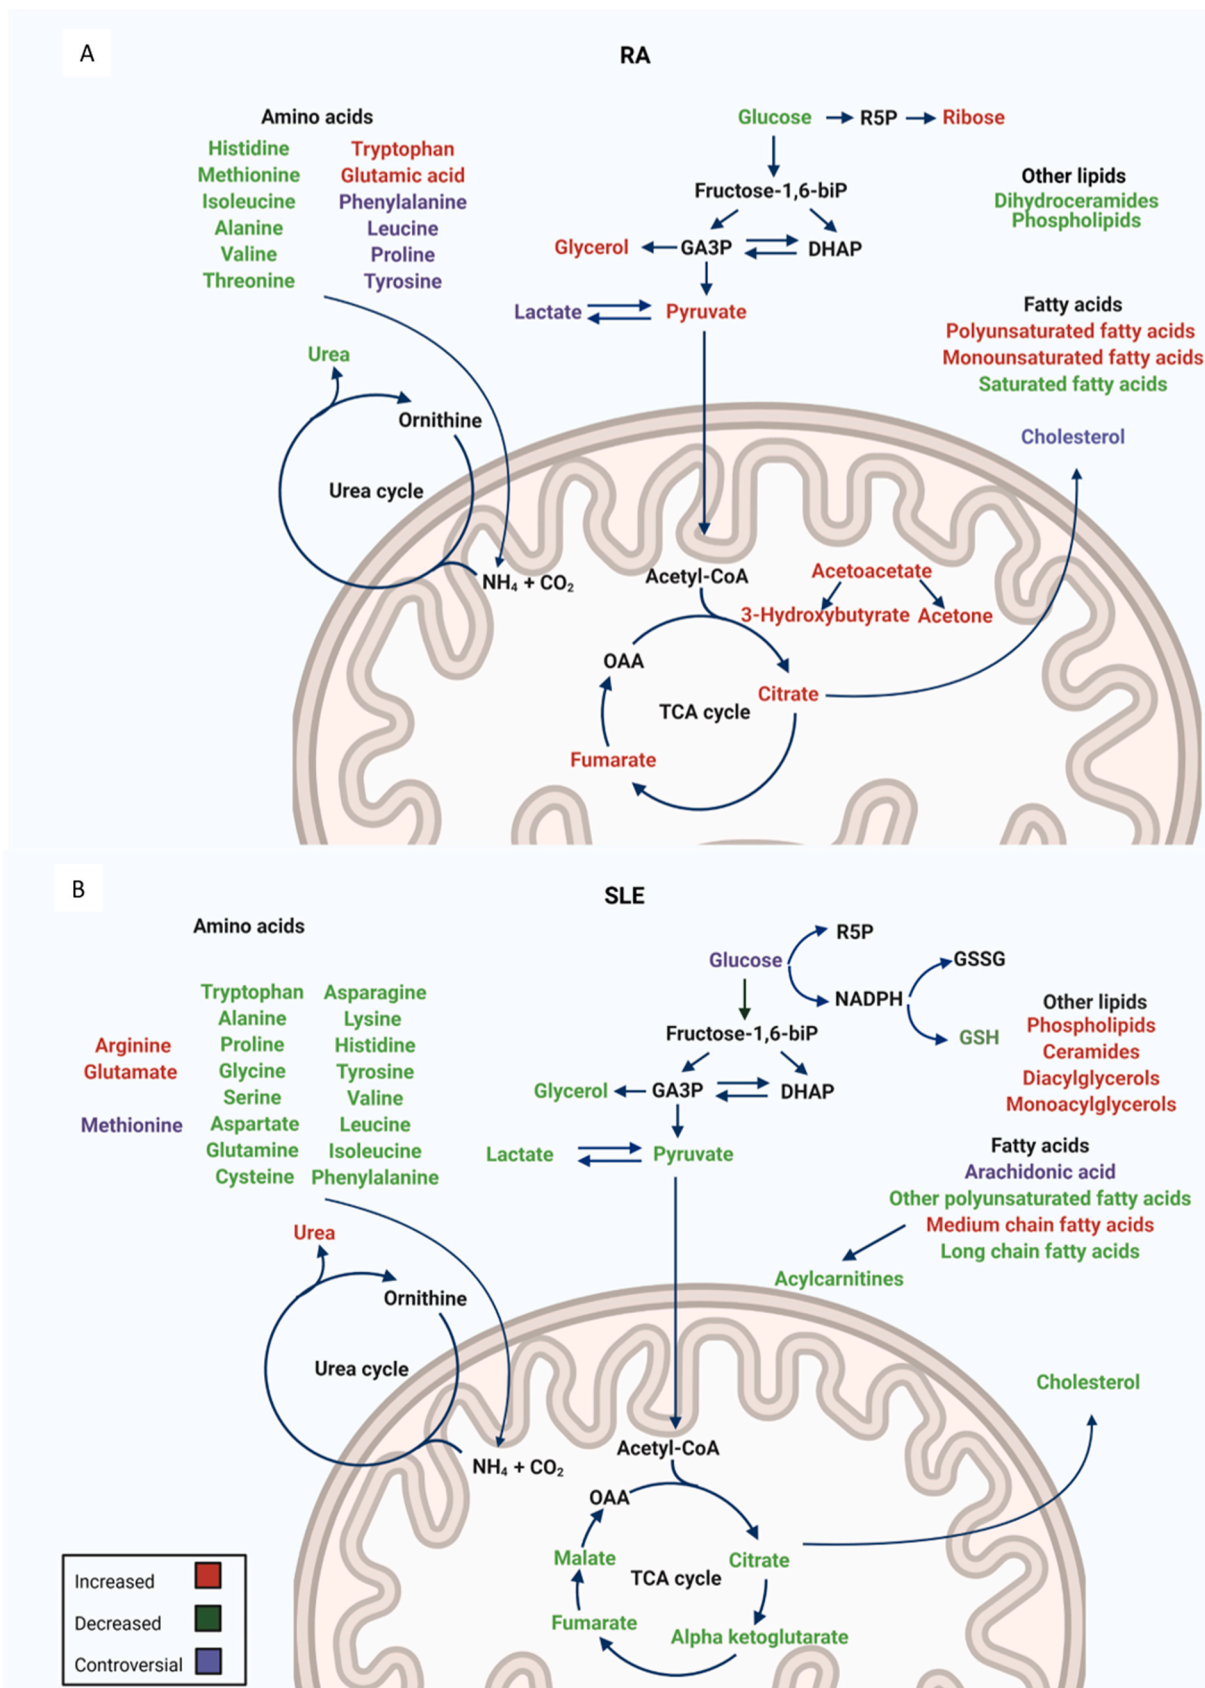 A
RA
Amino acids
Histidine
Methionine
Isoleucine
Alanine
Valine
Threonine
Tryptophan
Glutamic acid
Phenylalanine
Leucine
Proline
Tyrosine
Glucose
R5P
Ribose
Fructose-1,6-biP
Glycerol
GA3P
DHAP
Lactate
Pyruvate
Other lipids
Dihydroceramides
Phospholipids
Fatty acids
Polyunsaturated fatty acids
Monounsaturated fatty acids
Saturated fatty acids
Cholesterol
Urea
Ornithine
Urea cycle
NH₄ + CO₂
Acetyl-CoA
Acetoacetate
3-Hydroxybutyrate
Acetone
OAA
Citrate
TCA cycle
Fumarate
B
SLE
Amino acids
Arginine
Glutamate
Methionine
Tryptophan
Alanine
Proline
Glycine
Serine
Aspartate
Glutamine
Cysteine
Asparagine
Lysine
Histidine
Tyrosine
Valine
Leucine
Isoleucine
Phenylalanine
Glucose
R5P
NADPH
GSSG
GSH
Fructose-1,6-biP
Glycerol
GA3P
DHAP
Lactate
Pyruvate
Other lipids
Phospholipids
Ceramides
Diacylglycerols
Monoacylglycerols
Fatty acids
Arachidonic acid
Other polyunsaturated fatty acids
Medium chain fatty acids
Long chain fatty acids
Acylcarnitines
Cholesterol
Urea
Ornithine
Urea cycle
NH₄ + CO₂
Acetyl-CoA
OAA
Malate
Citrate
TCA cycle
Fumarate
Alpha ketoglutarate
Increased
Decreased
Controversial